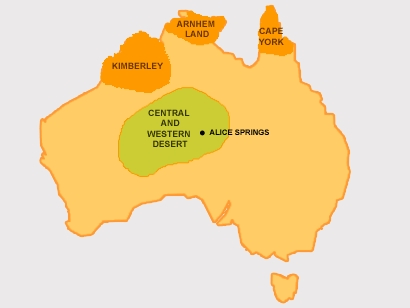 ARNHEM
LAND
CAPE
YORK
KIMBERLEY
CENTRAL
AND
WESTERN
DESERT
ALICE SPRINGS